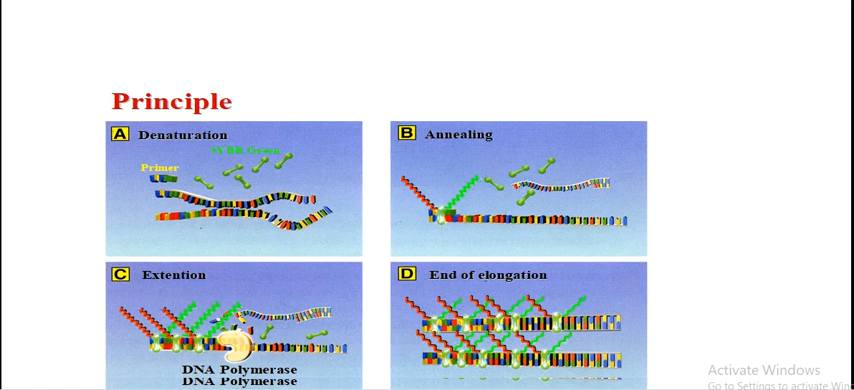 Principle
A Denaturation
SYBR Green
Primer
B Annealing
C Extention
DNA Polymerase
DNA Polymerase
D End of elongation
Activate Windows
Go to Settings to activate Win